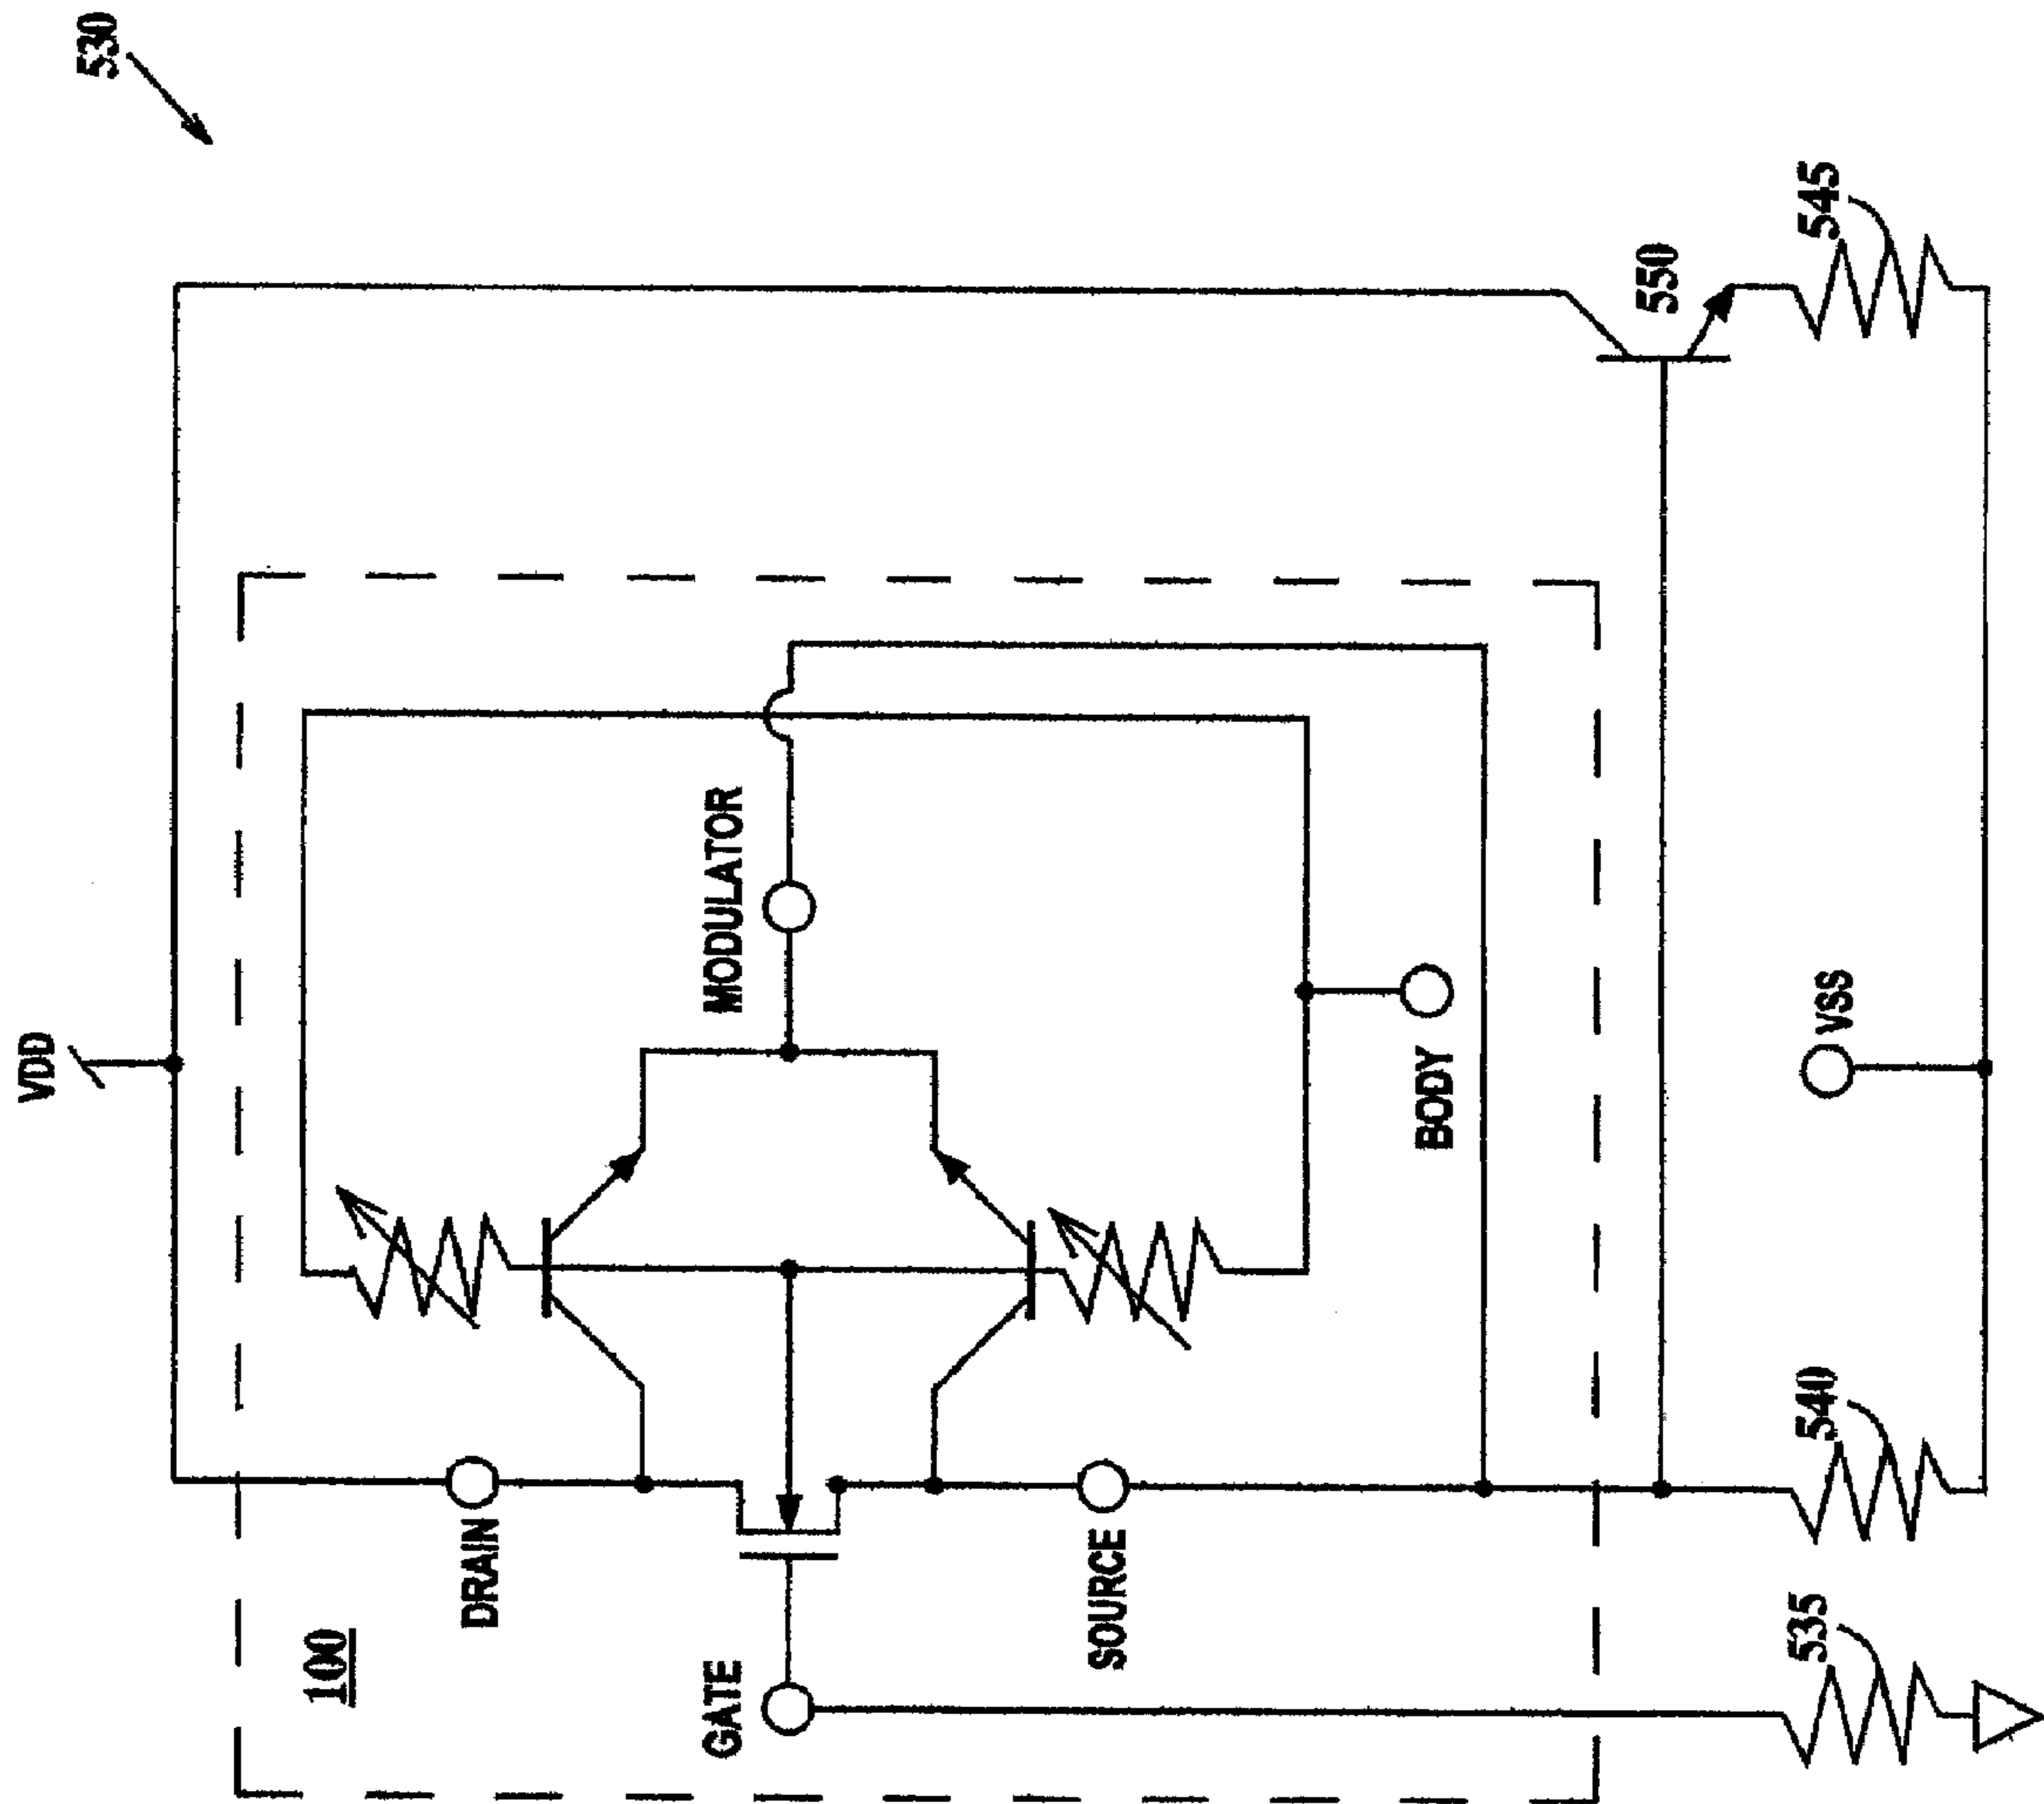 530
VDD
545
550
MODULATOR
BODY
VSS
DRAIN
SOURCE
540
100
GATE
535